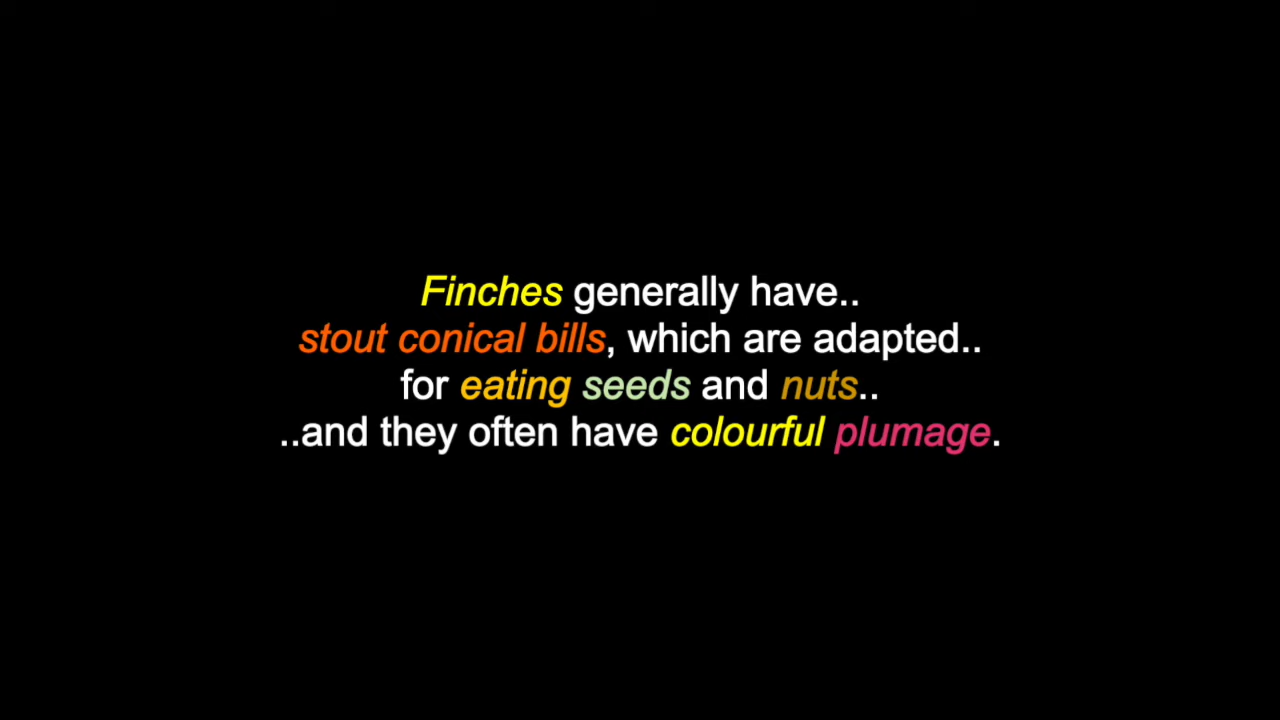 Finches generally have..
stout conical bills, which are adapted..
for eating seeds and nuts..
..and they often have colourful plumage.